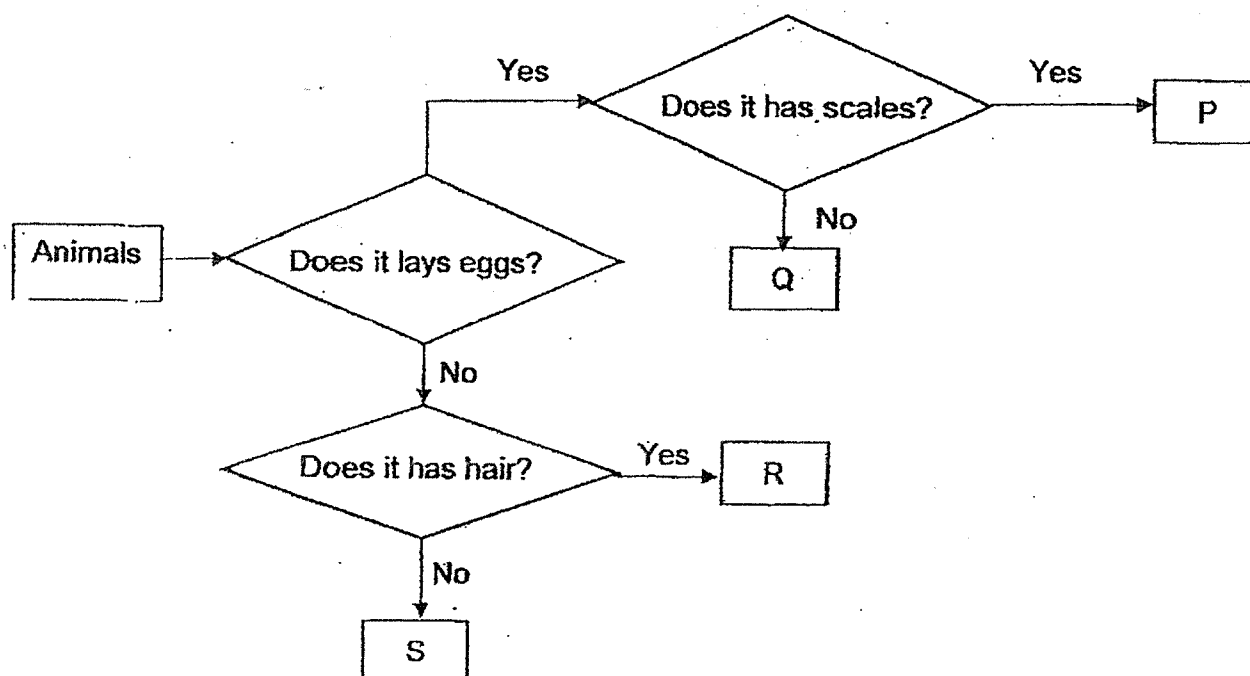 Yes
Does it has scales?
Yes
P
No
Q
Animals
Does it lays eggs?
No
Does it has hair?
Yes
R
No
S